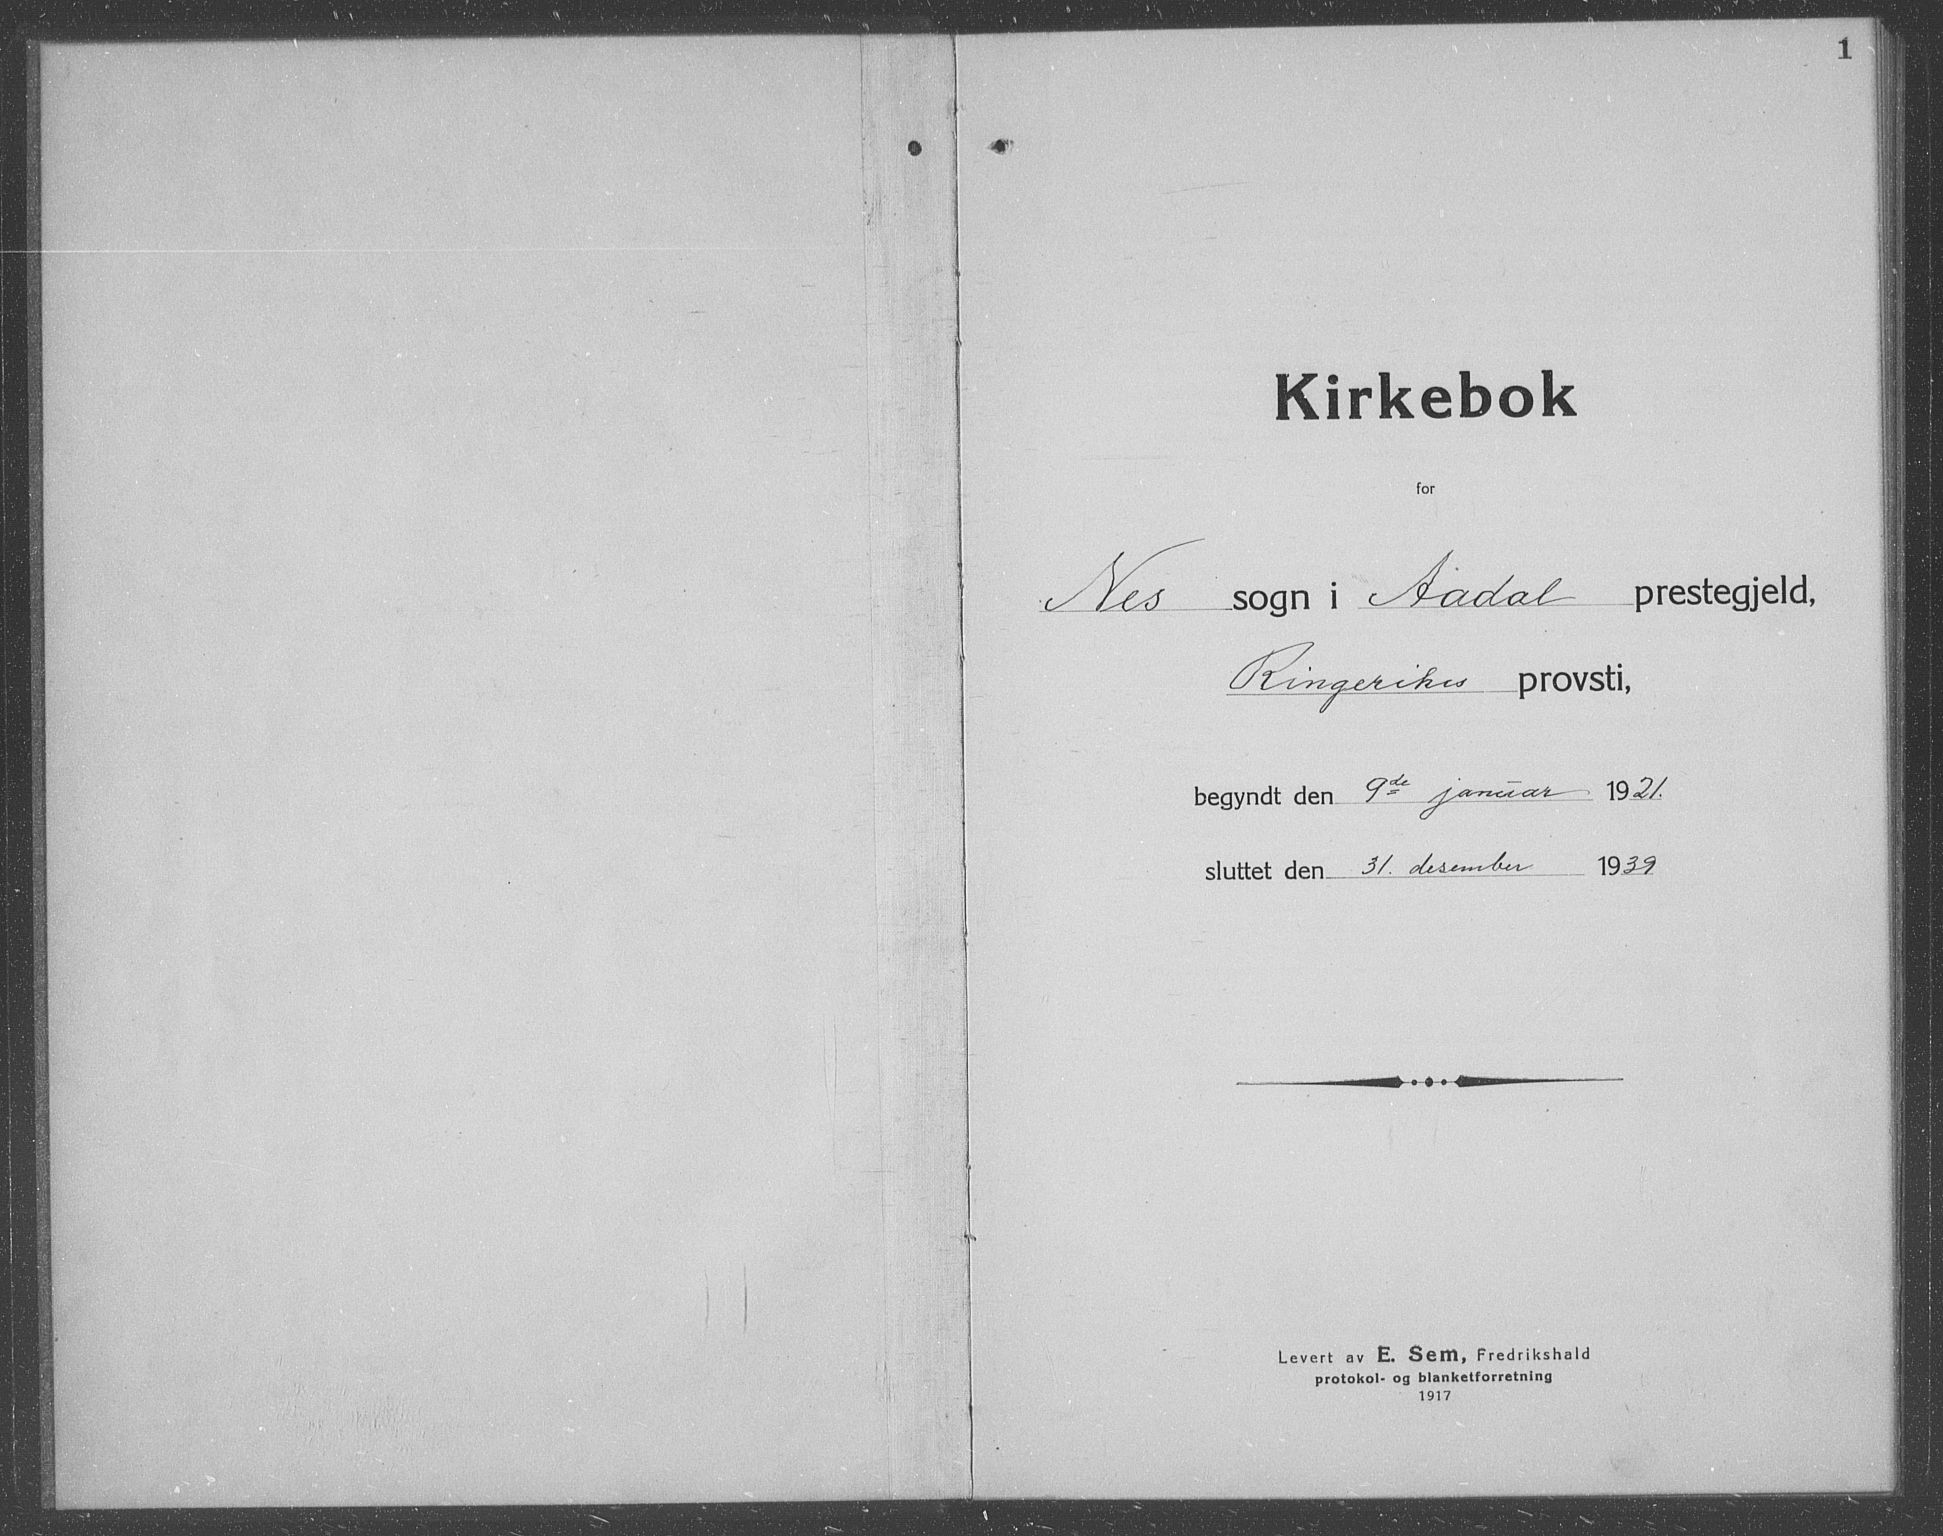 1
Kirkebok
for
Nes sogn i Aadal prestegjeld,
Ringerikes provsti,
begyndt den 9de januar 1921.
sluttet den 31. desember 1939
Levert av E. Sem, Fredrikshald
protokol- og blanketforretning
1917